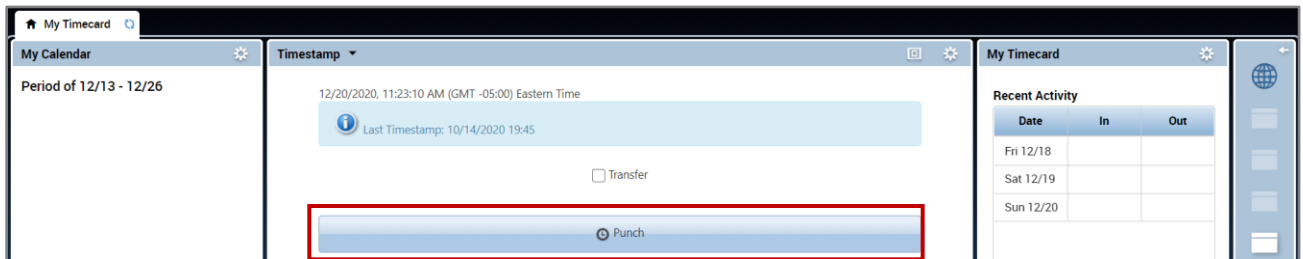 My Timecard
My Calendar
Period of 12/13 - 12/26
Timestamp
12/20/2020, 11:23:10 AM (GMT -05:00) Eastern Time
Last Timestamp: 10/14/2020 19:45
Transfer
Punch
My Timecard
Recent Activity
Date In Out
Fri 12/18
Sat 12/19
Sun 12/20